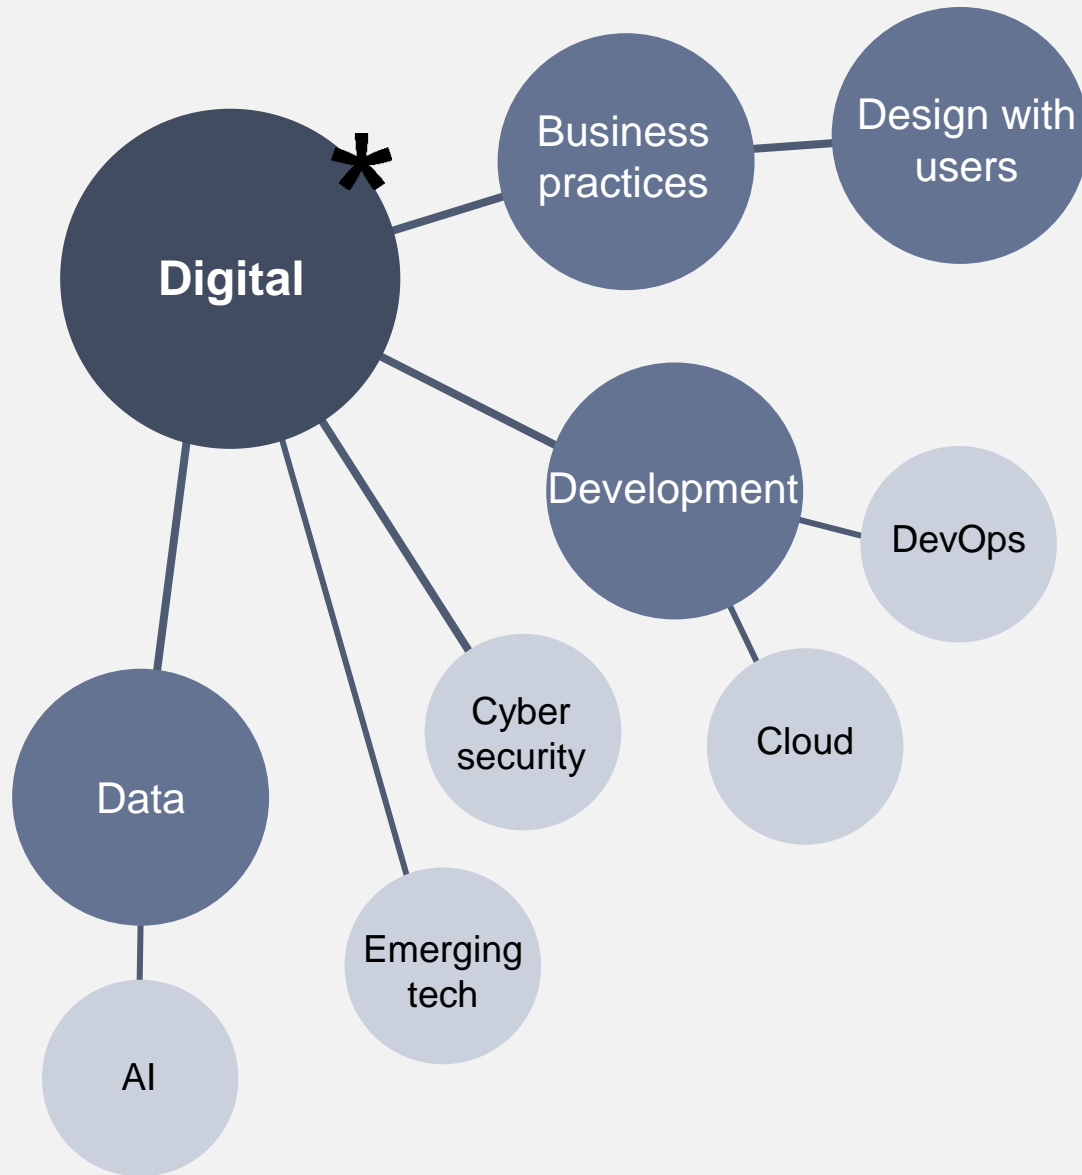 Business
practices
Design with
users
*
Digital
Development
DevOps
Cyber
security
Cloud
Data
Emerging
tech
AI